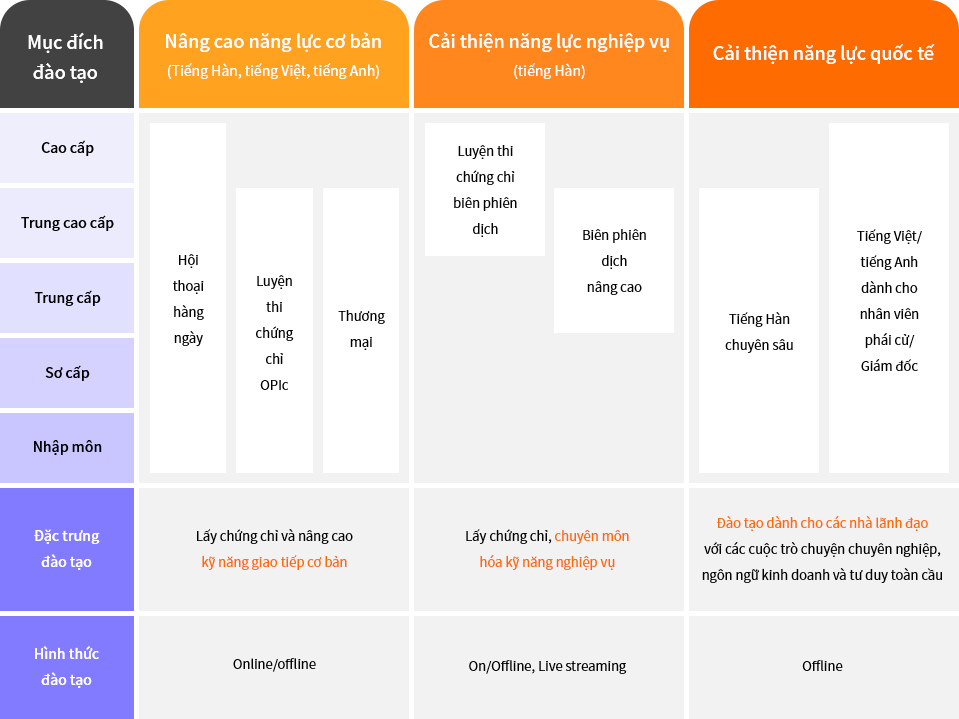 Mục đích
đào tạo
Nâng cao năng lực cơ bản
(Tiếng Hàn, tiếng Việt, tiếng Anh)
Cải thiện năng lực nghiệp vụ
(tiếng Hàn)
Cải thiện năng lực quốc tế
Cao cấp
Trung cao cấp
Trung cấp
Sơ cấp
Nhập môn
Hội
thoại
hàng
ngày
Luyện
thi
chứng
chỉ
OPIc
Thương
mại
Luyện thi
chứng chỉ
biên phiên
dịch
Biên phiên
dịch
nâng cao
Tiếng Hàn
chuyên sâu
Tiếng Việt/
tiếng Anh
dành cho
nhân viên
phái cử/
Giám đốc
Đặc trưng
đào tạo
Lấy chứng chỉ và nâng cao
kỹ năng giao tiếp cơ bản
Lấy chứng chỉ, chuyên môn
hóa kỹ năng nghiệp vụ
Đào tạo dành cho các nhà lãnh đạo
với các cuộc trò chuyện chuyên nghiệp,
ngôn ngữ kinh doanh và tư duy toàn cầu
Hình thức
đào tạo
Online/offline
On/Offline, Live streaming
Offline